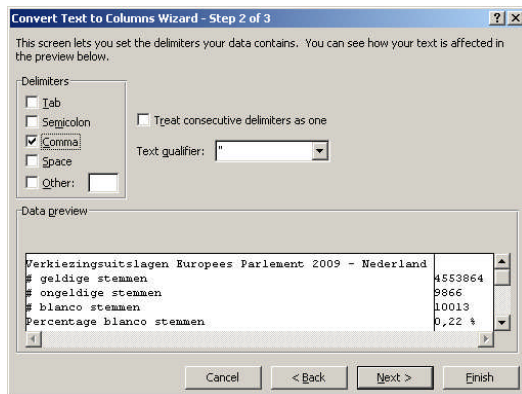 Convert Text to Columns Wizard - Step 2 of 3
This screen lets you set the delimiters your data contains. You can see how your text is affected in
the preview below.
Delimiters
Tab
Semicolon
Comma
Space
Other:
Treat consecutive delimiters as one
Text qualifier: "
Data preview
Verkiezingsuitslagen Europees Parlement 2009 - Nederland
# geldige stemmen 4553864
# ongeldige stemmen 9866
# blanco stemmen 10013
Percentage blanco stemmen 0,22 %
Cancel < Back Next > Finish